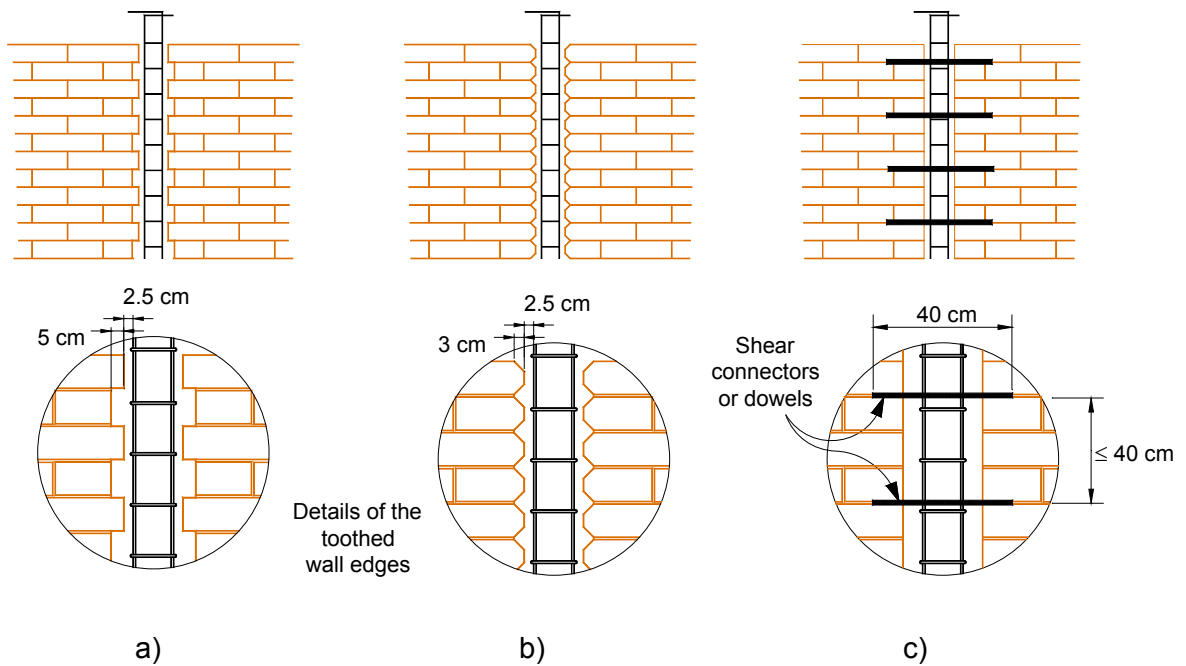 2.5 cm
5 cm
2.5 cm
3 cm
40 cm
Shear
connectors
or dowels
≤ 40 cm
Details of the
toothed
wall edges
a)
b)
c)